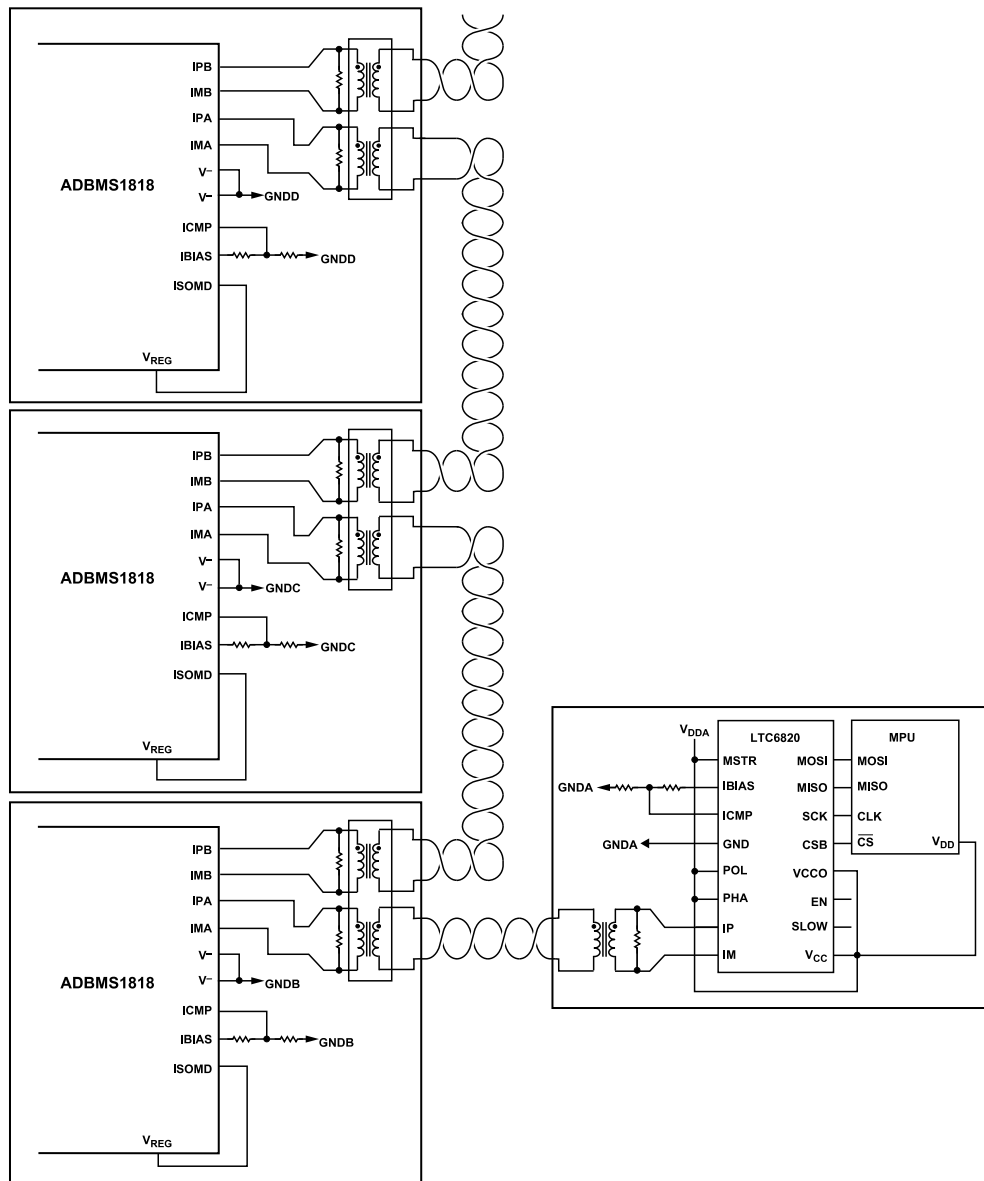 IPB
IMB
IPA
IMA
V–
V–
GNDD
ADBMS1818
ICMP
IBIAS
GNDD
ISOMD
VREG
IPB
IMB
IPA
IMA
V–
V–
GNDC
ADBMS1818
ICMP
IBIAS
GNDC
ISOMD
VREG
IPB
IMB
IPA
IMA
V–
V–
GNDB
ADBMS1818
ICMP
IBIAS
GNDB
ISOMD
VREG
VDDA
LTC6820
MPU
MSTR
MOSI
MOSI
GNDA
IBIAS
MISO
MISO
ICMP
SCK
CLK
GNDA
GND
CSB
CS
VDD
POL
VCCO
PHA
EN
IP
SLOW
IM
VCC